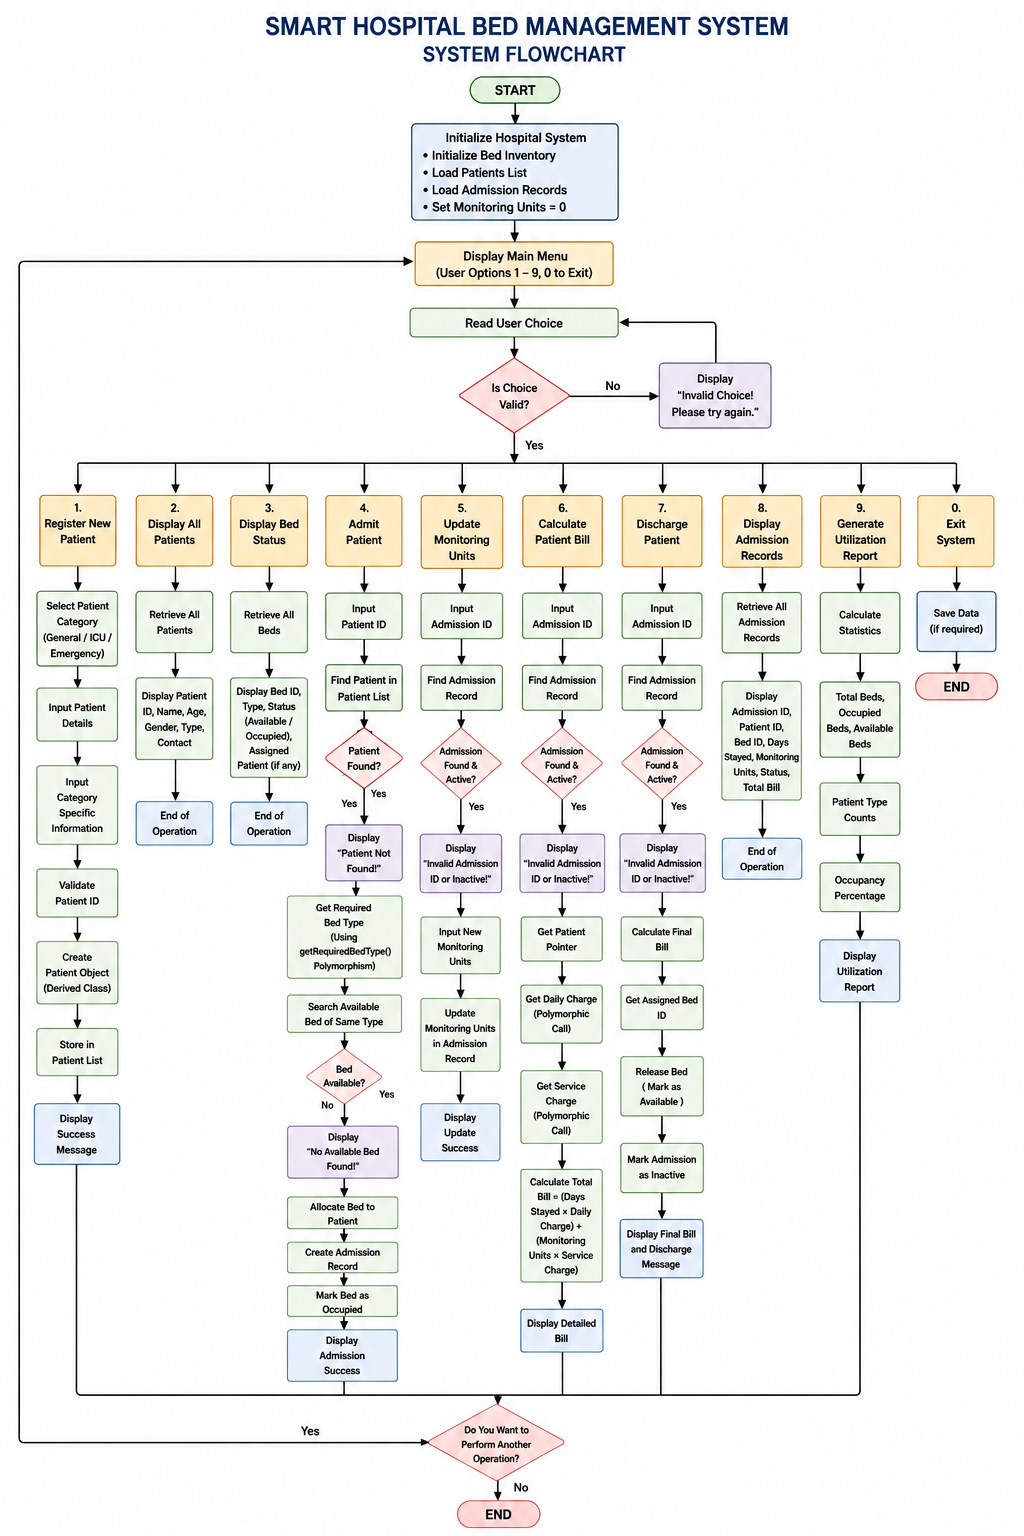 SMART HOSPITAL BED MANAGEMENT SYSTEM
SYSTEM FLOWCHART
START
Initialize Hospital System
• Initialize Bed Inventory
• Load Patients List
• Load Admission Records
• Set Monitoring Units = 0
Display Main Menu
(User Options 1 – 9, 0 to Exit)
Read User Choice
Is Choice
Valid?
No
Display
“Invalid Choice!
Please try again.”
Yes
1.
Register New
Patient
Select Patient
Category
(General / ICU /
Emergency)
Input Patient
Details
Input
Category
Specific
Information
Validate
Patient ID
Create
Patient Object
(Derived Class)
Store in
Patient List
Display
Success
Message
2.
Display All
Patients
Retrieve All
Patients
Display Patient
ID, Name, Age,
Gender, Type,
Contact
End of
Operation
3.
Display Bed
Status
Retrieve All
Beds
Display Bed ID,
Type, Status
(Available /
Occupied),
Assigned
Patient (if any)
End of
Operation
4.
Admit
Patient
Input
Patient ID
Find Patient in
Patient List
Patient
Found?
Yes
Yes
Display
“Patient Not
Found!”
Get Required
Bed Type
(Using
getRequiredBedType()
Polymorphism)
Search Available
Bed of Same Type
Bed
Available?
Yes
No
Display
“No Available Bed
Found!”
Allocate Bed to
Patient
Create Admission
Record
Mark Bed as
Occupied
Display
Admission
Success
5.
Update
Monitoring
Units
Input
Admission ID
Find Admission
Record
Admission
Found &
Active?
Yes
Display
“Invalid Admission
ID or Inactive!”
Input New
Monitoring
Units
Update
Monitoring Units
in Admission
Record
Display
Update
Success
6.
Calculate
Patient Bill
Input
Admission ID
Find Admission
Record
Admission
Found &
Active?
Yes
Display
“Invalid Admission
ID or Inactive!”
Get Patient
Pointer
Get Daily Charge
(Polymorphic
Call)
Get Service
Charge
(Polymorphic
Call)
Calculate Total
Bill = (Days
Stayed × Daily
Charge) +
(Monitoring
Units × Service
Charge)
Display Detailed
Bill
7.
Discharge
Patient
Input
Admission ID
Find Admission
Record
Admission
Found &
Active?
Yes
Display
“Invalid Admission
ID or Inactive!”
Calculate Final
Bill
Get Assigned Bed
ID
Release Bed
( Mark as
Available )
Mark Admission
as Inactive
Display Final Bill
and Discharge
Message
8.
Display
Admission
Records
Retrieve All
Admission
Records
Display
Admission ID,
Patient ID,
Bed ID, Days
Stayed, Monitoring
Units, Status,
Total Bill
End of
Operation
9.
Generate
Utilization
Report
Calculate
Statistics
Total Beds,
Occupied
Beds, Available
Beds
Patient Type
Counts
Occupancy
Percentage
Display
Utilization
Report
0.
Exit
System
Save Data
(if required)
END
Do You Want to
Perform Another
Operation?
Yes
No
END